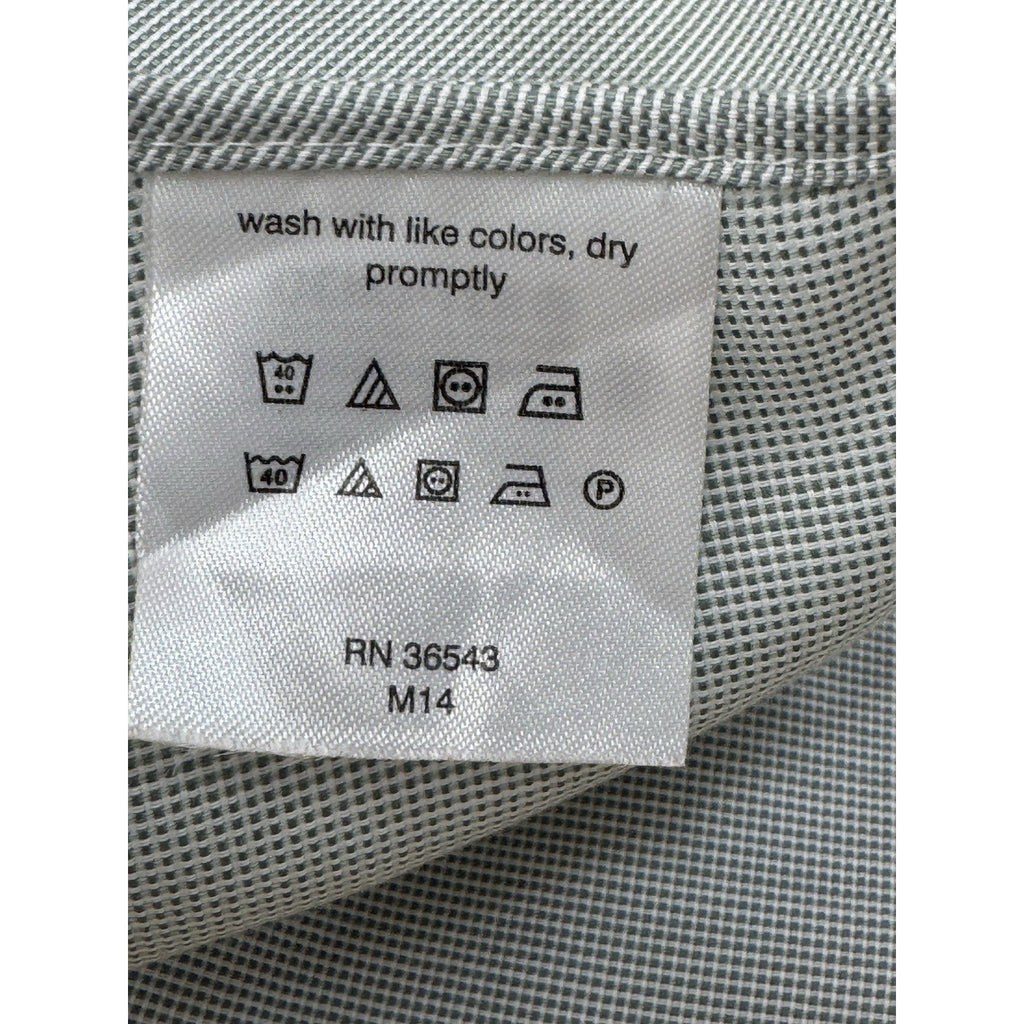 wash with like colors, dry
promptly
40
40
P
RN 36543
M14